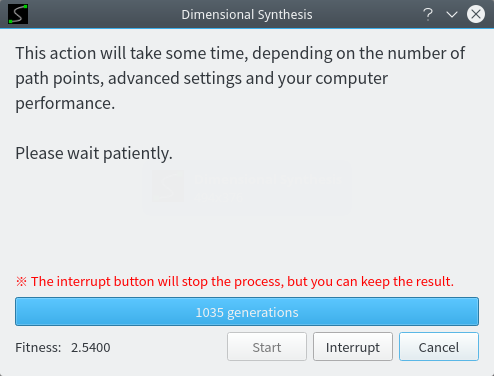 Dimensional Synthesis
This action will take some time, depending on the number of
path points, advanced settings and your computer
performance.
Please wait patiently.
※ The interrupt button will stop the process, but you can keep the result.
1035 generations
Fitness: 2.5400 Start Interrupt Cancel